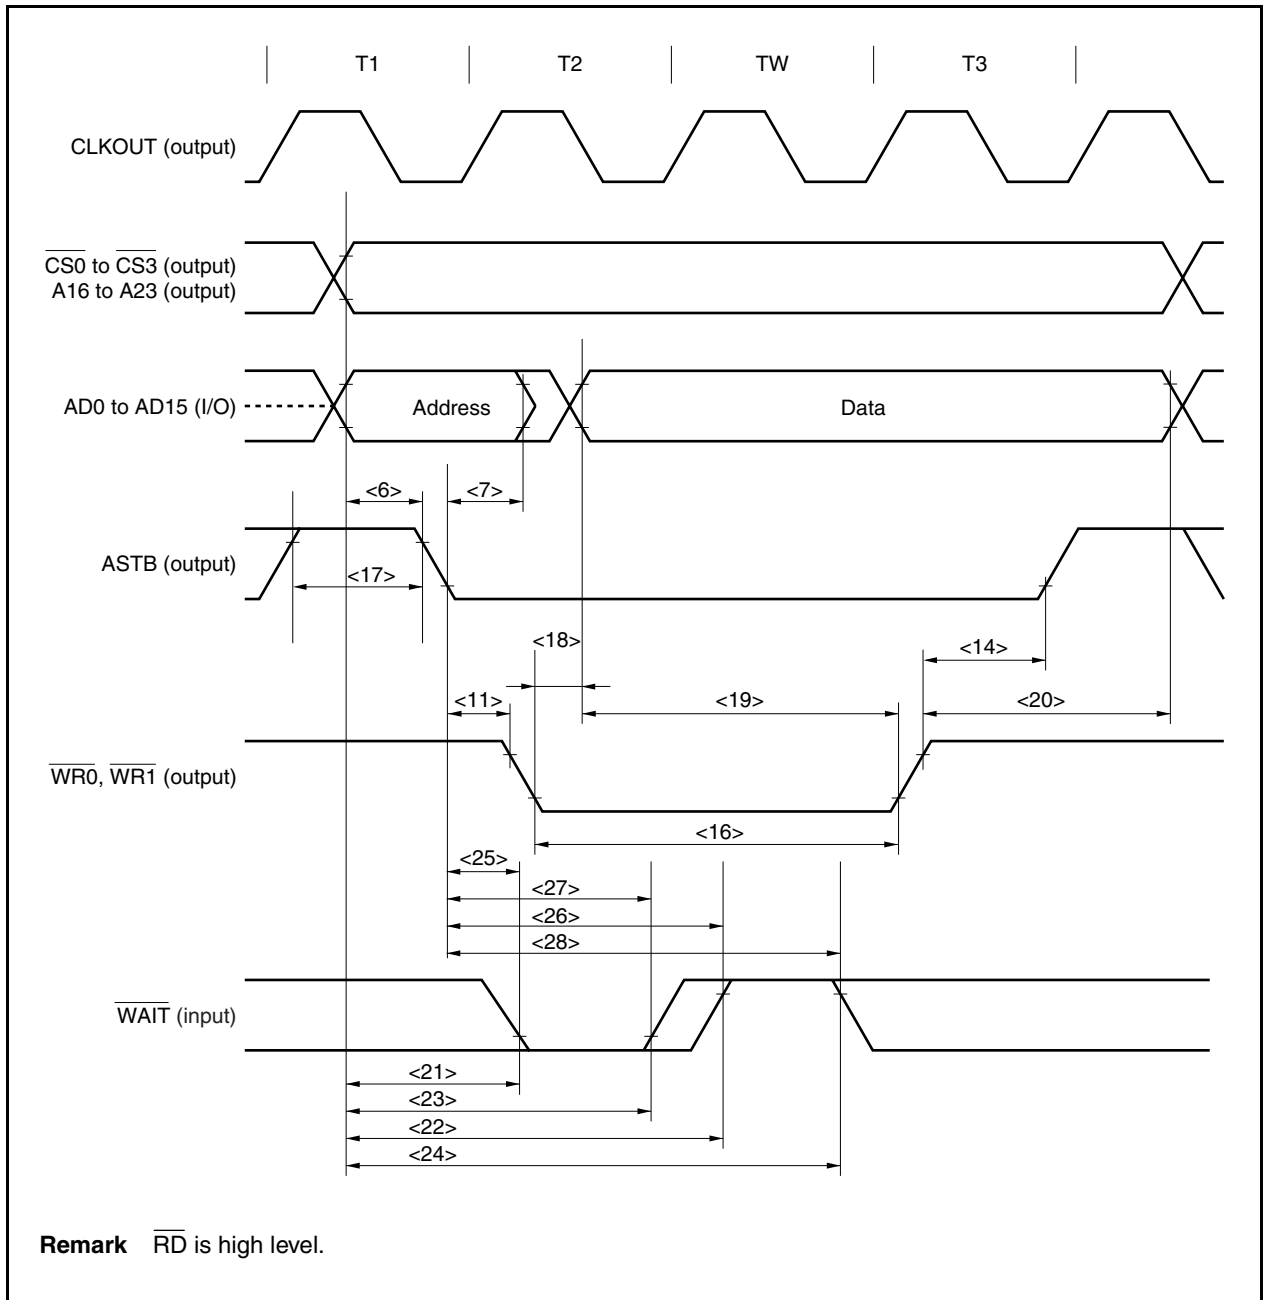 T1 T2 TW T3
CLKOUT (output)
CS0 to CS3 (output)
A16 to A23 (output)
AD0 to AD15 (I/O)
Address
Data
<6>
<7>
ASTB (output)
<17>
<18>
<14>
<11>
<19>
<20>
WR0, WR1 (output)
<16>
<25>
<27>
<26>
<28>
WAIT (input)
<21>
<23>
<22>
<24>
Remark RD is high level.